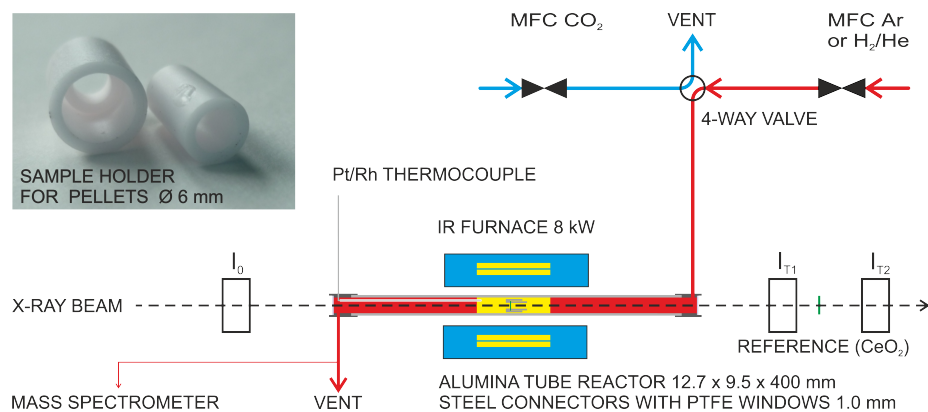 MFC CO₂
VENT
MFC Ar
or H₂/He
4-WAY VALVE
SAMPLE HOLDER
FOR PELLETS Ø 6 mm
Pt/Rh THERMOCOUPLE
IR FURNACE 8 kW
I₀
I_T1
I_T2
X-RAY BEAM
REFERENCE (CeO₂)
MASS SPECTROMETER
VENT
ALUMINA TUBE REACTOR 12.7 x 9.5 x 400 mm
STEEL CONNECTORS WITH PTFE WINDOWS 1.0 mm